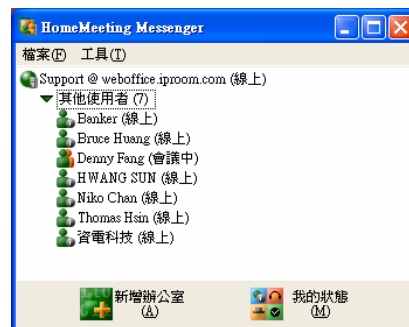 HomeMeeting Messenger
檔案(F) 工具(T)
Support @ weboffice.iproom.com (線上)
其他使用者 (7)
Banker (線上)
Bruce Huang (線上)
Denny Fang (會議中)
HWANG SUN (線上)
Niko Chan (線上)
Thomas Hsin (線上)
資電科技 (線上)
新增辦公室 (A)
我的狀態 (M)